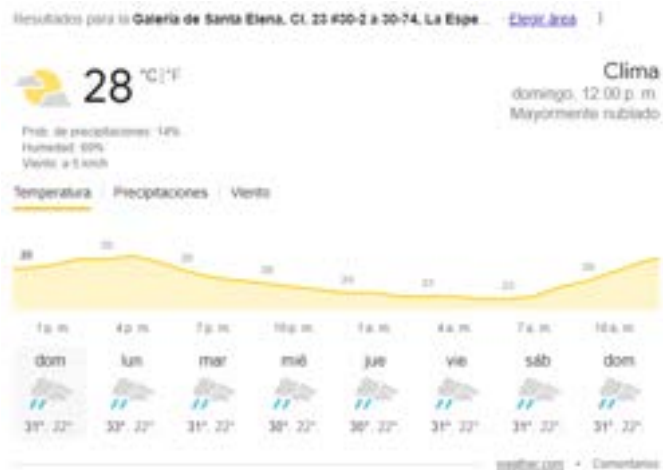 Resultados para la Galería de Santa Elena, Cl. 23 #30-2 a 30-74, La Espe... Elegir área
28 °C | °F
Clima
domingo, 12:00 p. m.
Mayormente nublado
Prob. de precipitaciones: 14%
Humedad: 69%
Viento: a 5 km/h
Temperatura Precipitaciones Viento
1 p. m. 4 p. m. 7 p. m. 10 p. m. 1 a. m. 4 a. m. 7 a. m. 10 a. m.
dom lun mar mié jue vie sáb dom
31° 22° 33° 22° 31° 22° 30° 22° 30° 22° 31° 22° 31° 22° 31° 22°
weather.com • Comentarios